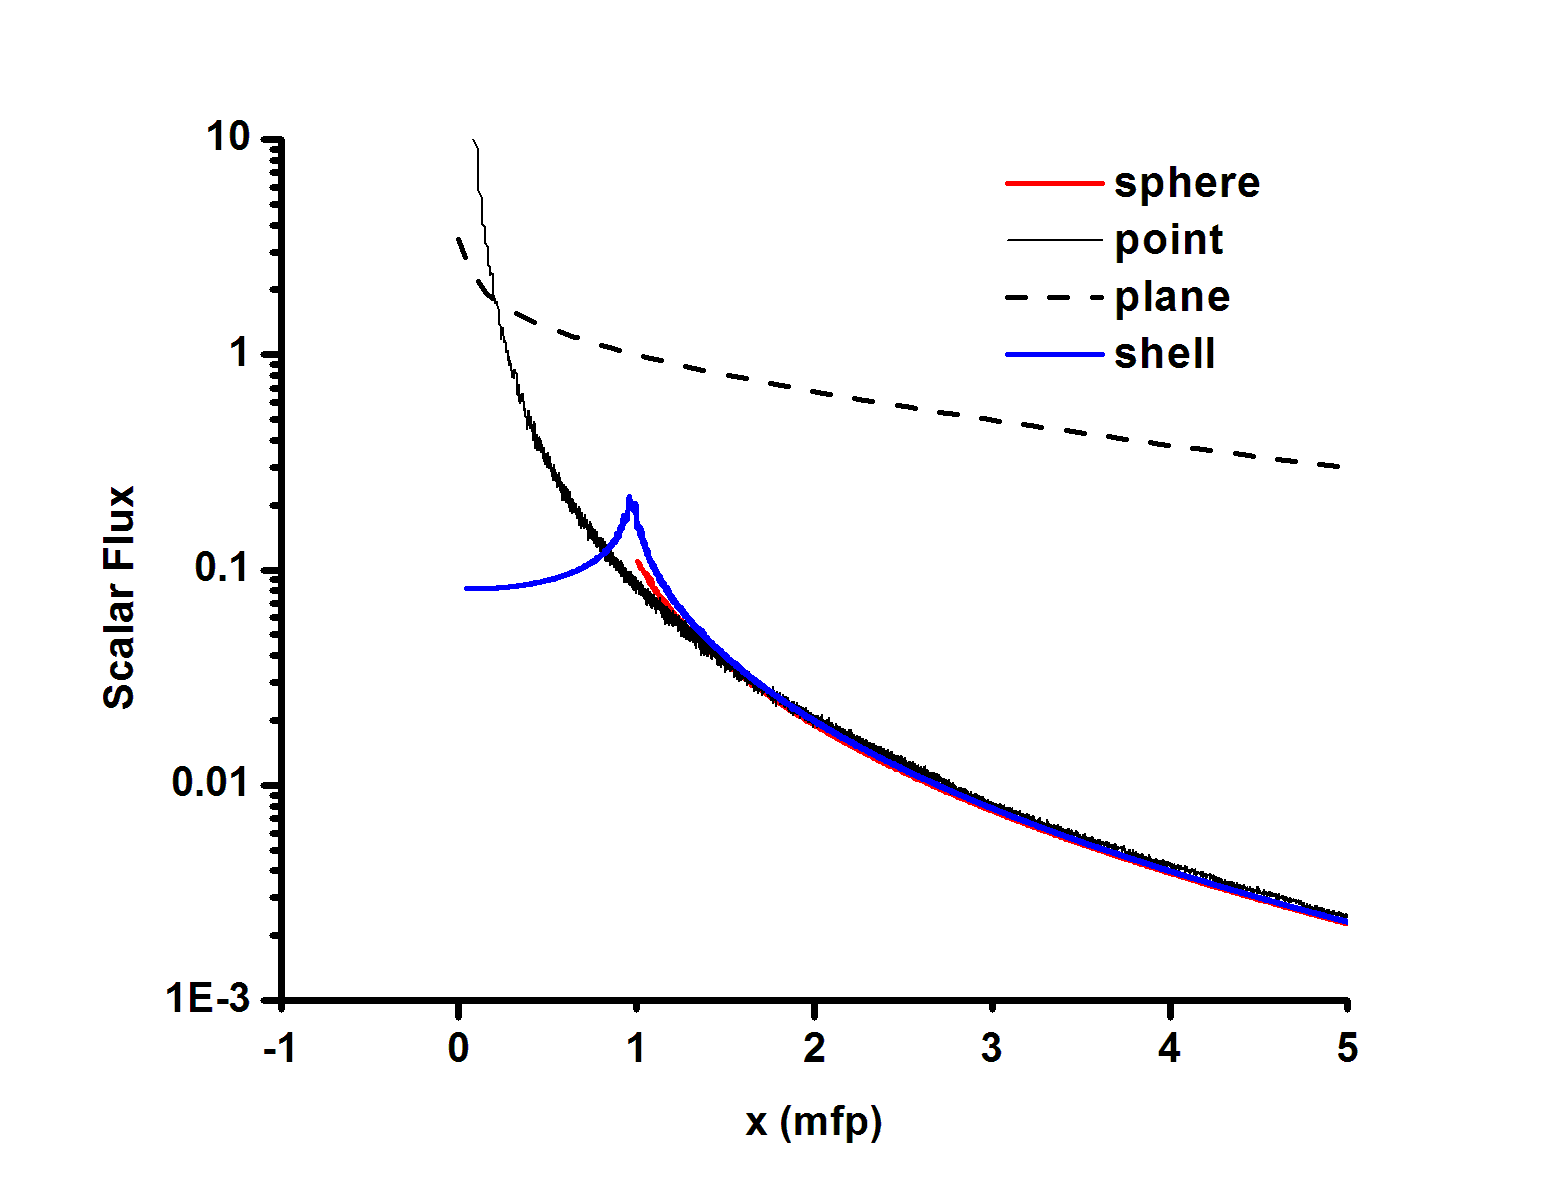 10
1
0.1
0.01
1E-3
Scalar Flux
sphere
point
plane
shell
-1 0 1 2 3 4 5
x (mfp)